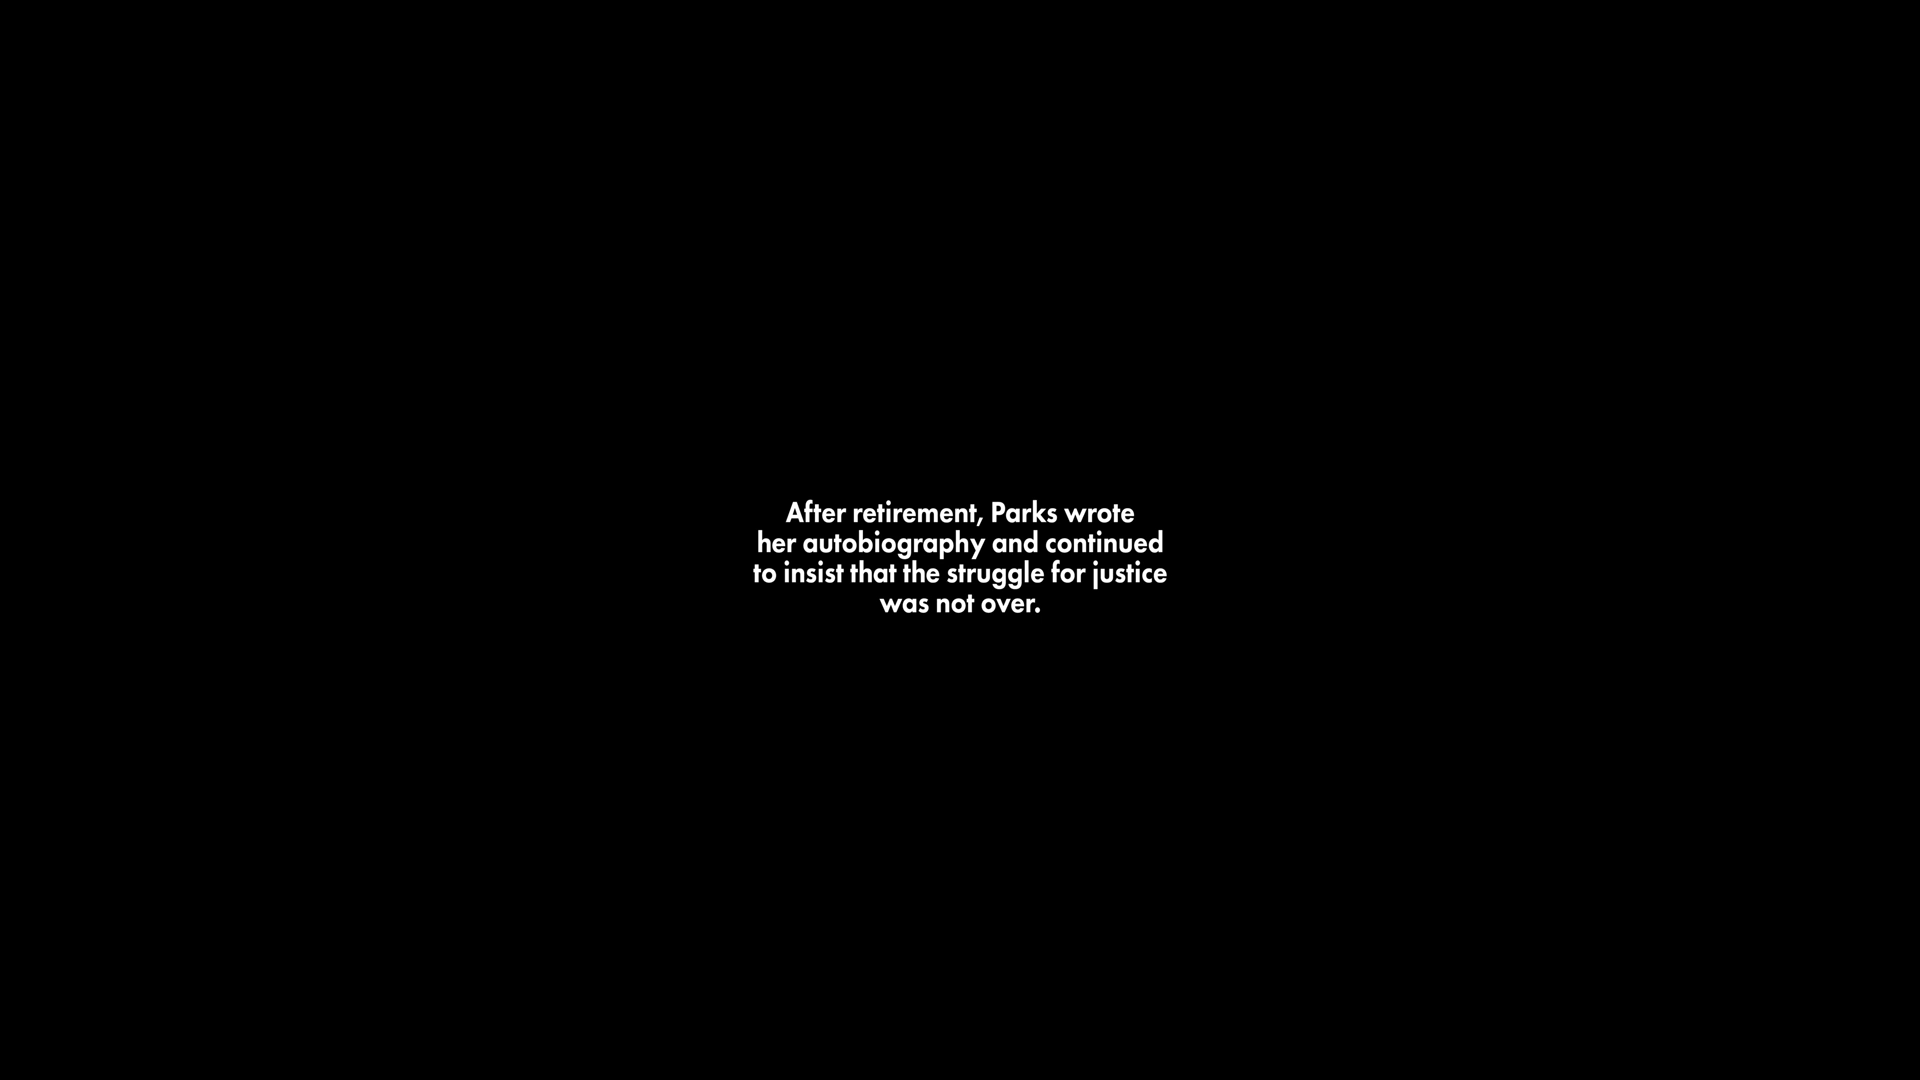 After retirement, Parks wrote
her autobiography and continued
to insist that the struggle for justice
was not over.